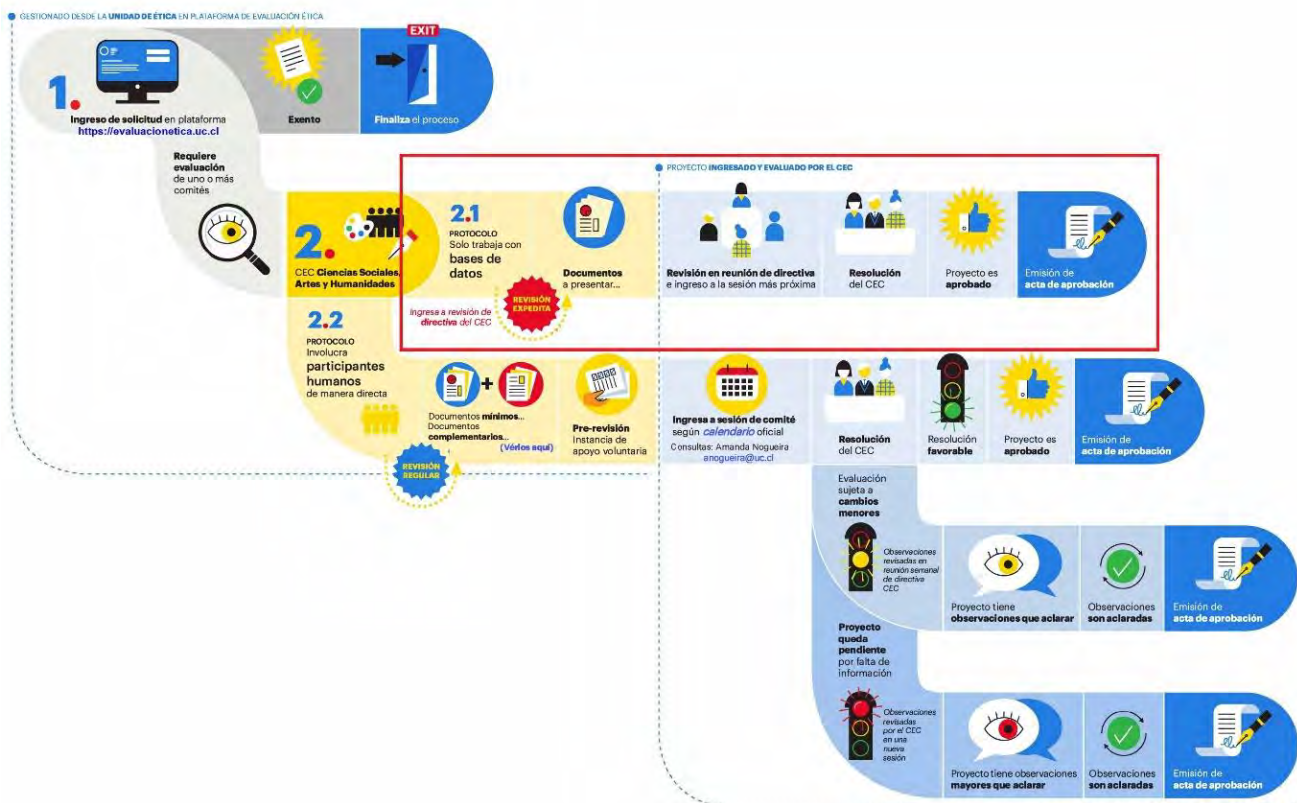 GESTIONADO DESDE LA UNIDAD DE ÉTICA EN PLATAFORMA DE EVALUACIÓN ÉTICA
1.
Ingreso de solicitud en plataforma
https://evaluacionetica.uc.cl
Exento
EXIT
Finaliza el proceso
Requiere
evaluación
de uno o más
comités
PROYECTO INGRESADO Y EVALUADO POR EL CEC
2.
CEC Ciencias Sociales,
Artes y Humanidades
2.1
PROTOCOLO
Solo trabaja con
bases de
datos
Documentos
a presentar...
Ingresa a revisión de
directiva del CEC
REVISIÓN
EXPEDITA
Revisión en reunión de directiva
e ingreso a la sesión más próxima
Resolución
del CEC
Proyecto es
aprobado
Emisión de
acta de aprobación
2.2
PROTOCOLO
Involucra
participantes
humanos
de manera directa
Documentos mínimos...
Documentos
complementarios...
(Vérlos aquí)
REVISIÓN
REGULAR
Pre-revisión
Instancia de
apoyo voluntaria
Ingresa a sesión de comité
según calendario oficial
Consultas: Amanda Nogueira
anogueira@uc.cl
Resolución
del CEC
Resolución
favorable
Proyecto es
aprobado
Emisión de
acta de aprobación
Evaluación
sujeta a
cambios
menores
Observaciones
revisadas en
reunión semanal
de directiva
CEC
Proyecto tiene
observaciones que aclarar
Observaciones
son aclaradas
Emisión de
acta de aprobación
Proyecto
queda
pendiente
por falta de
información
Observaciones
revisadas
por el CEC
en una
nueva
sesión
Proyecto tiene observaciones
mayores que aclarar
Observaciones
son aclaradas
Emisión de
acta de aprobación